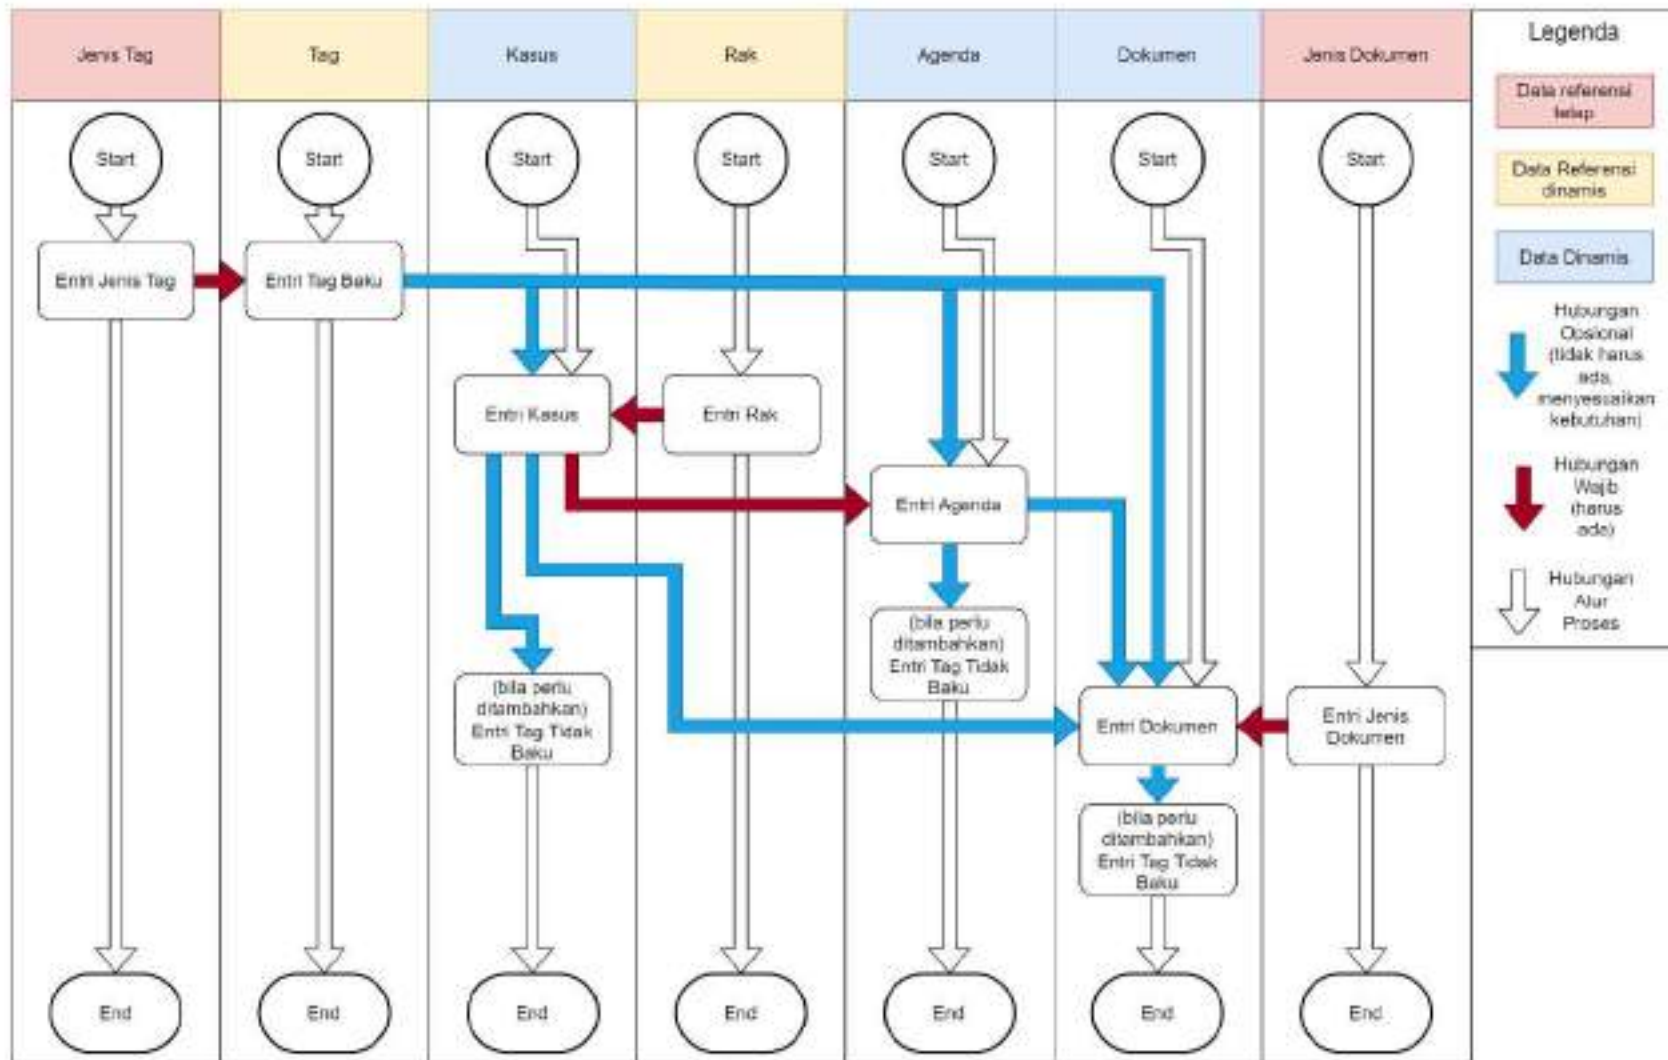 Jenis Tag
Tag
Kasus
Rak
Agenda
Dokumen
Jenis Dokumen
Legenda
Data referensi
tetap
Data Referensi
dinamis
Data Dinamis
Hubungan
Opsional
(tidak harus
ada,
menyesuaikan
kebutuhan)
Hubungan
Wajib
(harus
ada)
Hubungan
Alur
Proses
Start
Start
Start
Start
Start
Start
Start
Entri Jenis Tag
Entri Tag Baku
Entri Kasus
Entri Rak
Entri Agenda
(bila perlu
ditambahkan)
Entri Tag Tidak
Baku
(bila perlu
ditambahkan)
Entri Tag Tidak
Baku
Entri Dokumen
Entri Jenis
Dokumen
(bila perlu
ditambahkan)
Entri Tag Tidak
Baku
End
End
End
End
End
End
End